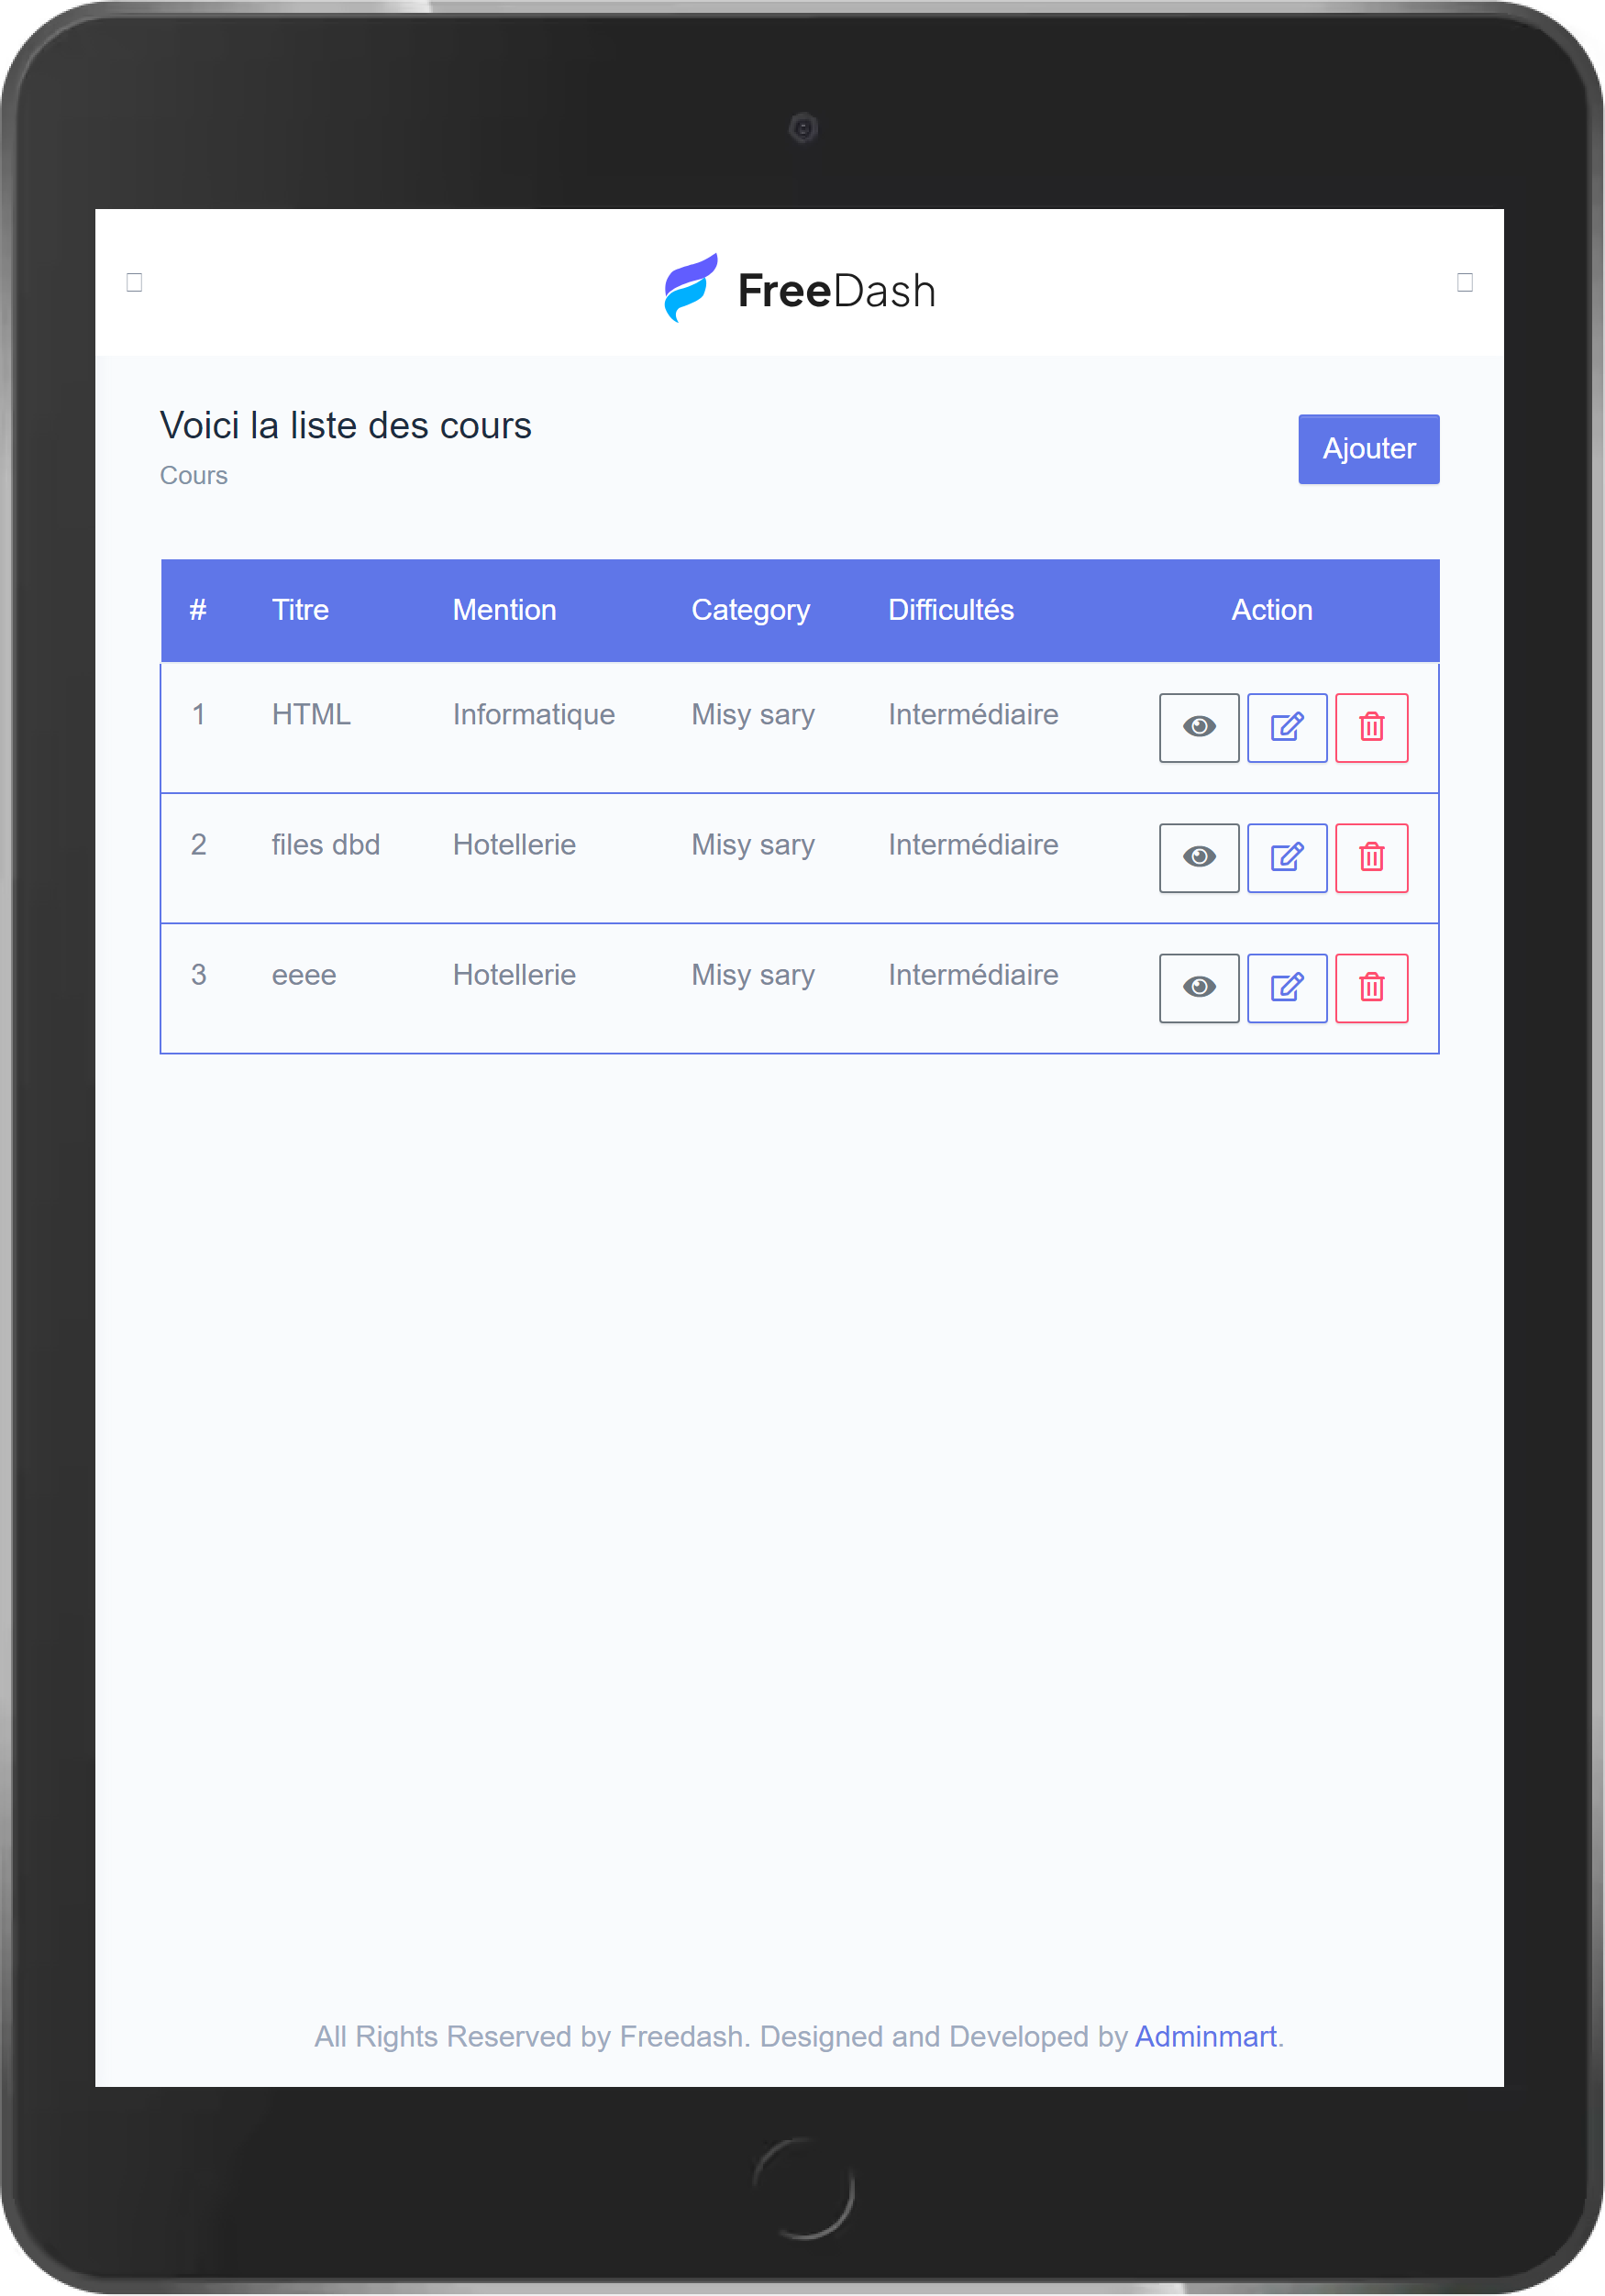 FreeDash
Voici la liste des cours
Cours
Ajouter
# Titre Mention Category Difficultés Action
1 HTML Informatique Misy sary Intermédiaire
2 files dbd Hotellerie Misy sary Intermédiaire
3 eeee Hotellerie Misy sary Intermédiaire
All Rights Reserved by Freedash. Designed and Developed by Adminmart.